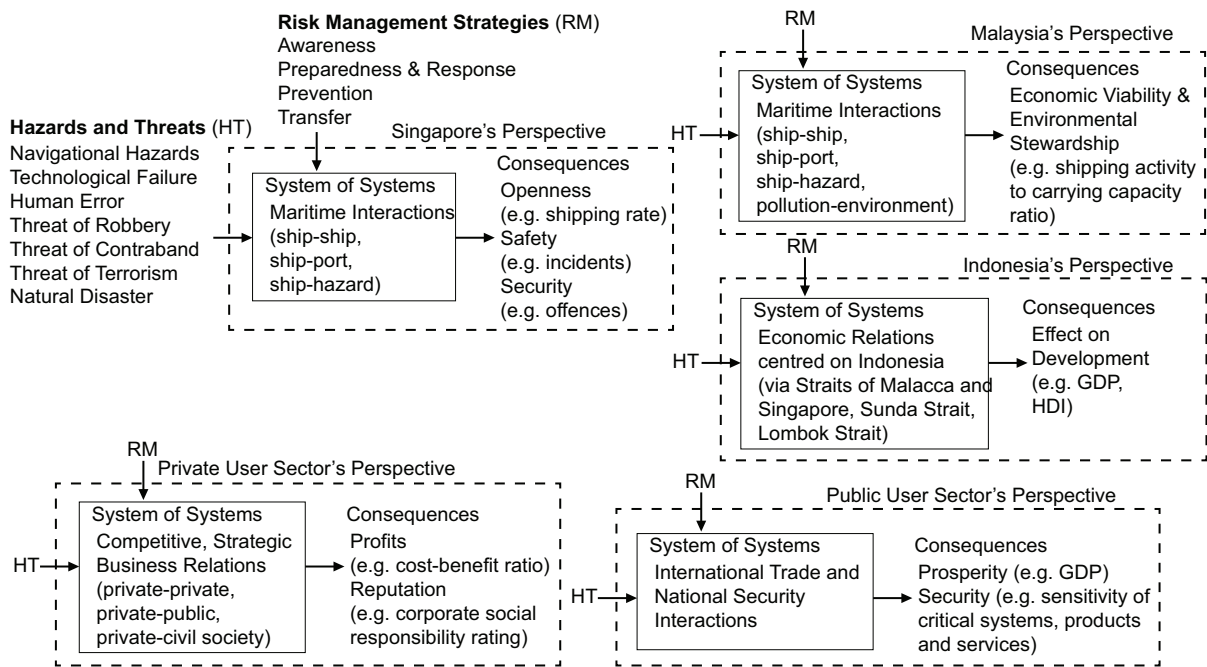 Risk Management Strategies (RM)
Awareness
Preparedness & Response
Prevention
Transfer
Hazards and Threats (HT)
Navigational Hazards
Technological Failure
Human Error
Threat of Robbery
Threat of Contraband
Threat of Terrorism
Natural Disaster
Singapore's Perspective
System of Systems
Maritime Interactions
(ship-ship,
ship-port,
ship-hazard)
Consequences
Openness
(e.g. shipping rate)
Safety
(e.g. incidents)
Security
(e.g. offences)
RM
Malaysia's Perspective
HT
System of Systems
Maritime Interactions
(ship-ship,
ship-port,
ship-hazard,
pollution-environment)
Consequences
Economic Viability &
Environmental
Stewardship
(e.g. shipping activity
to carrying capacity
ratio)
RM
Indonesia's Perspective
HT
System of Systems
Economic Relations
centred on Indonesia
(via Straits of Malacca and
Singapore, Sunda Strait,
Lombok Strait)
Consequences
Effect on
Development
(e.g. GDP,
HDI)
RM
Private User Sector's Perspective
HT
System of Systems
Competitive, Strategic
Business Relations
(private-private,
private-public,
private-civil society)
Consequences
Profits
(e.g. cost-benefit ratio)
Reputation
(e.g. corporate social
responsibility rating)
RM
Public User Sector's Perspective
HT
System of Systems
International Trade and
National Security
Interactions
Consequences
Prosperity (e.g. GDP)
Security (e.g. sensitivity of
critical systems, products
and services)